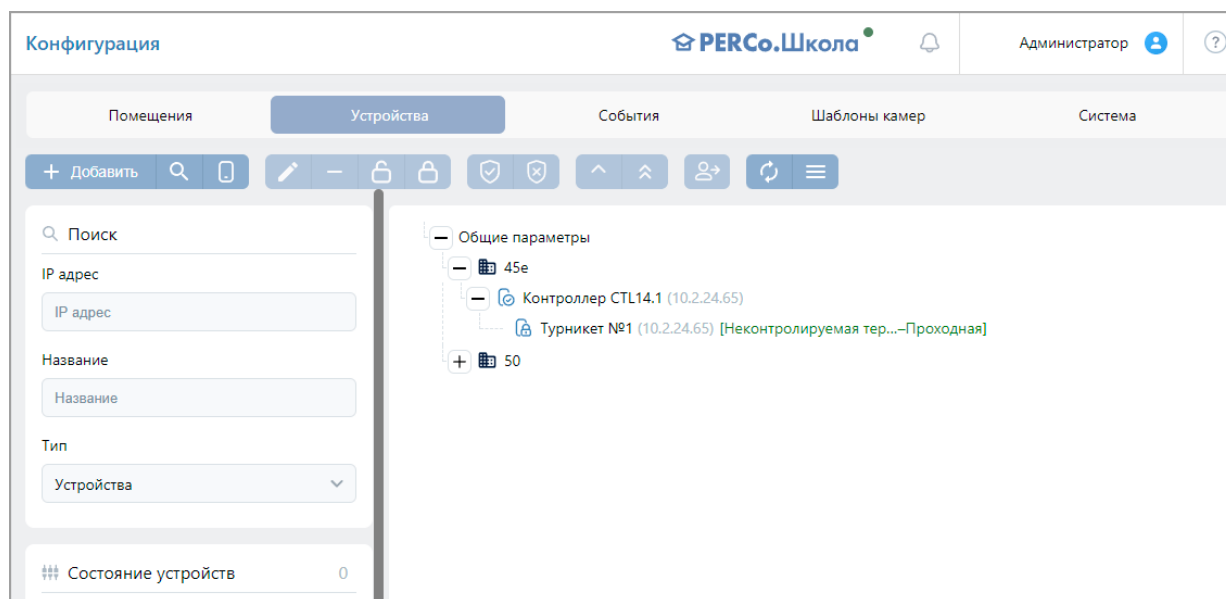 Конфигурация
PERCo.Школа
Администратор
?
Помещения Устройства События Шаблоны камер Система
+ Добавить
Поиск
IP адрес
IP адрес
Название
Название
Тип
Устройства
Состояние устройств 0
Общие параметры
45е
Контроллер CTL14.1 (10.2.24.65)
Турникет №1 (10.2.24.65) [Неконтролируемая тер...–Проходная]
50